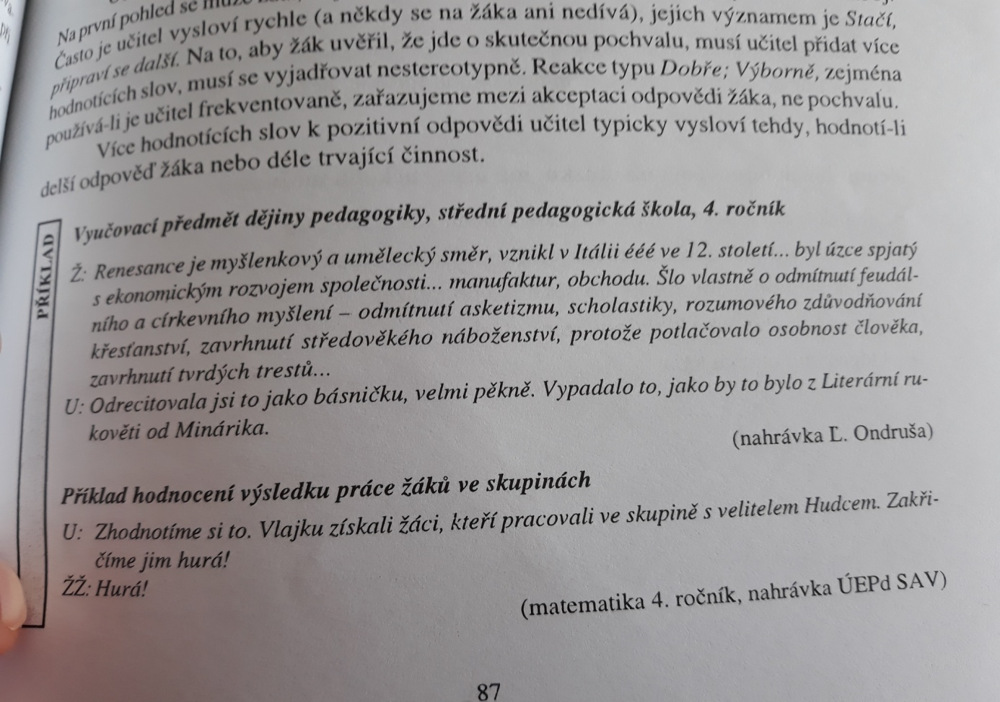 Na první pohled se může
Často je učitel vysloví rychle (a někdy se na žáka ani nedívá), jejich významem je Stačí,
připraví se další. Na to, aby žák uvěřil, že jde o skutečnou pochvalu, musí učitel přidat více
hodnotících slov, musí se vyjadřovat nestereotypně. Reakce typu Dobře; Výborně, zejména
používá-li je učitel frekventovaně, zařazujeme mezi akceptaci odpovědi žáka, ne pochvalu.
Více hodnotících slov k pozitivní odpovědi učitel typicky vysloví tehdy, hodnotí-li
delší odpověď žáka nebo déle trvající činnost.
PŘÍKLAD
Vyučovací předmět dějiny pedagogiky, střední pedagogická škola, 4. ročník
Ž: Renesance je myšlenkový a umělecký směr, vznikl v Itálii ééé ve 12. století... byl úzce spjatý
s ekonomickým rozvojem společnosti... manufaktur, obchodu. Šlo vlastně o odmítnutí feudál-
ního a církevního myšlení – odmítnutí asketizmu, scholastiky, rozumového zdůvodňování
křesťanství, zavrhnutí středověkého náboženství, protože potlačovalo osobnost člověka,
zavrhnutí tvrdých trestů...
U: Odrecitovala jsi to jako básničku, velmi pěkně. Vypadalo to, jako by to bylo z Literární ru-
kověti od Minárika.
(nahrávka Ľ. Ondruša)
Příklad hodnocení výsledku práce žáků ve skupinách
U: Zhodnotíme si to. Vlajku získali žáci, kteří pracovali ve skupině s velitelem Hudcem. Zakři-
číme jim hurá!
ŽŽ: Hurá!
(matematika 4. ročník, nahrávka ÚEPd SAV)
87